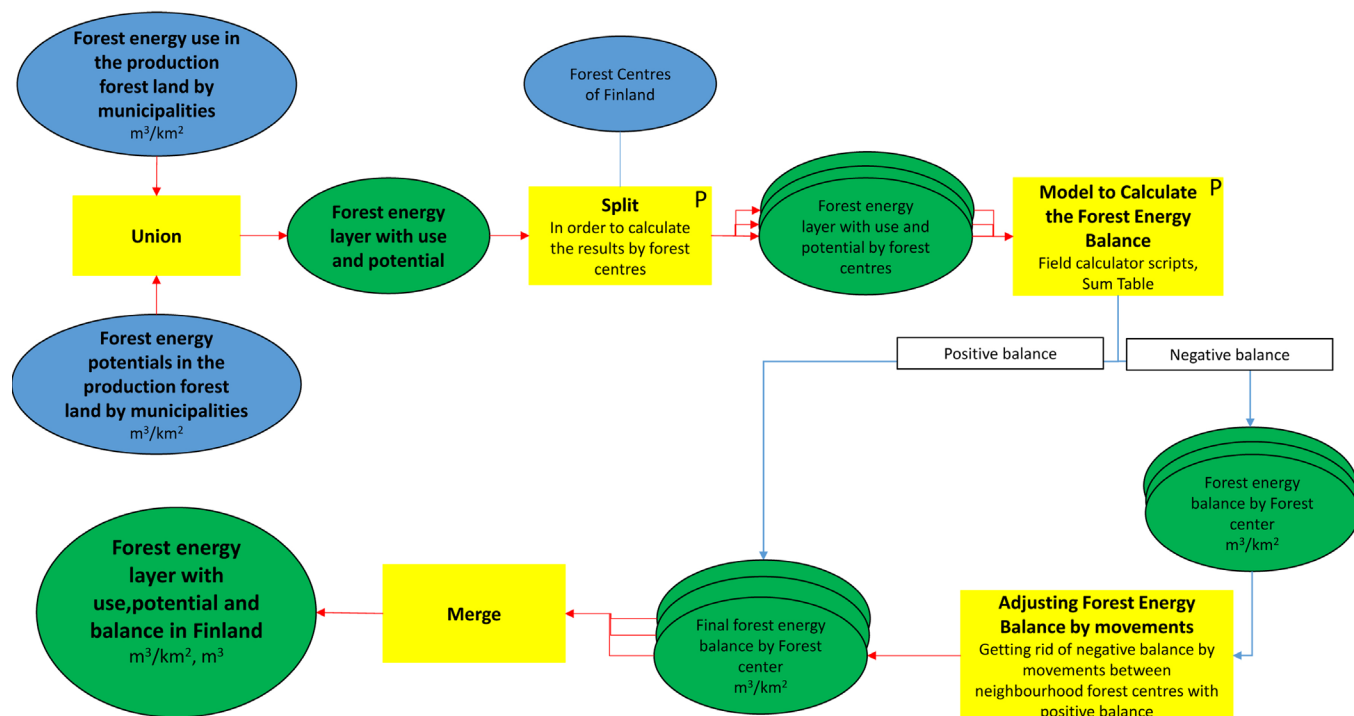 Forest energy use in
the production
forest land by
municipalities
m³/km²
Forest Centres
of Finland
Union
Forest energy
layer with use
and potential
Split
P
In order to calculate
the results by forest
centres
Forest energy
layer with use and
potential by forest
centres
Model to Calculate
P
the Forest Energy
Balance
Field calculator scripts,
Sum Table
Forest energy
potentials in the
production forest
land by municipalities
m³/km²
Positive balance
Negative balance
Forest energy
balance by Forest
center
m³/km²
Forest energy
layer with
use,potential and
balance in Finland
m³/km², m³
Merge
Final forest energy
balance by Forest
center
m³/km²
Adjusting Forest Energy
Balance by movements
Getting rid of negative balance by
movements between
neighbourhood forest centres with
positive balance